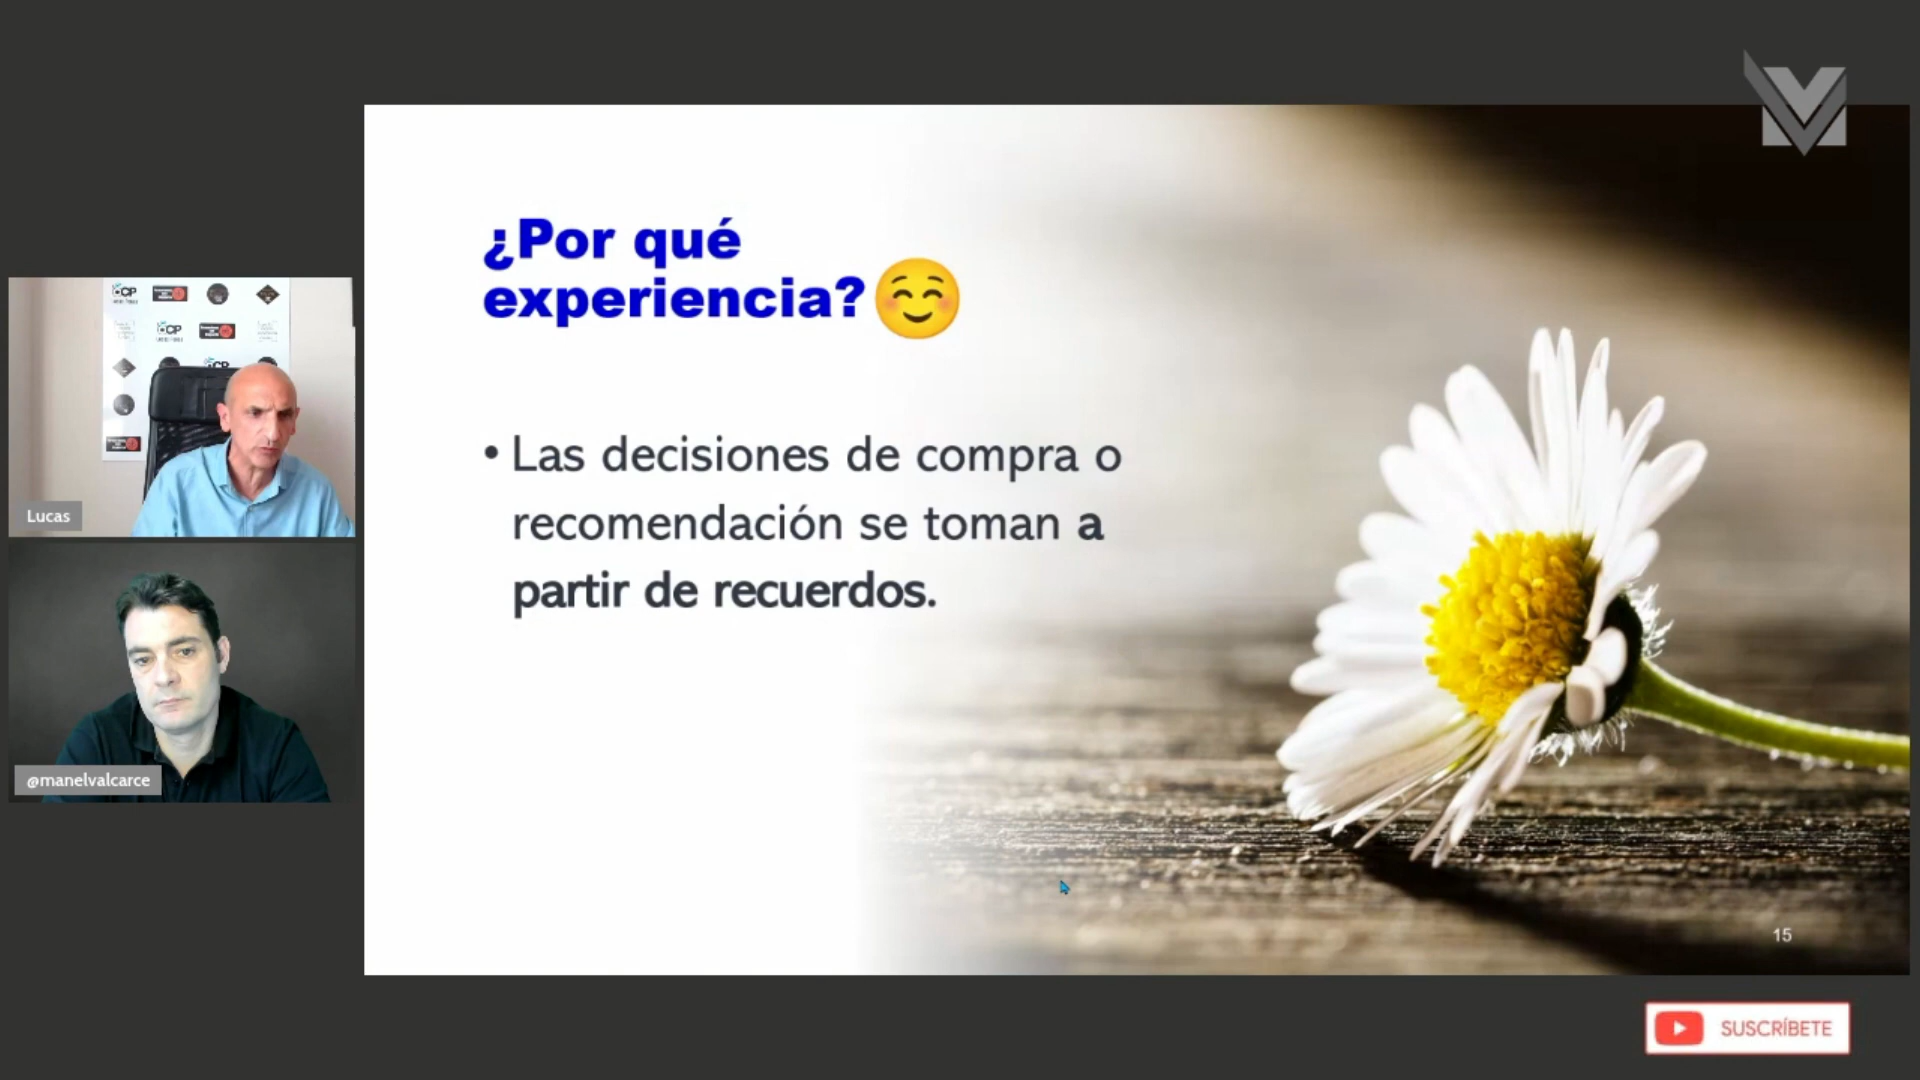 ¿Por qué
experiencia?
• Las decisiones de compra o
recomendación se toman a
partir de recuerdos.
15
Lucas
@manelvalcarce
SUSCRÍBETE